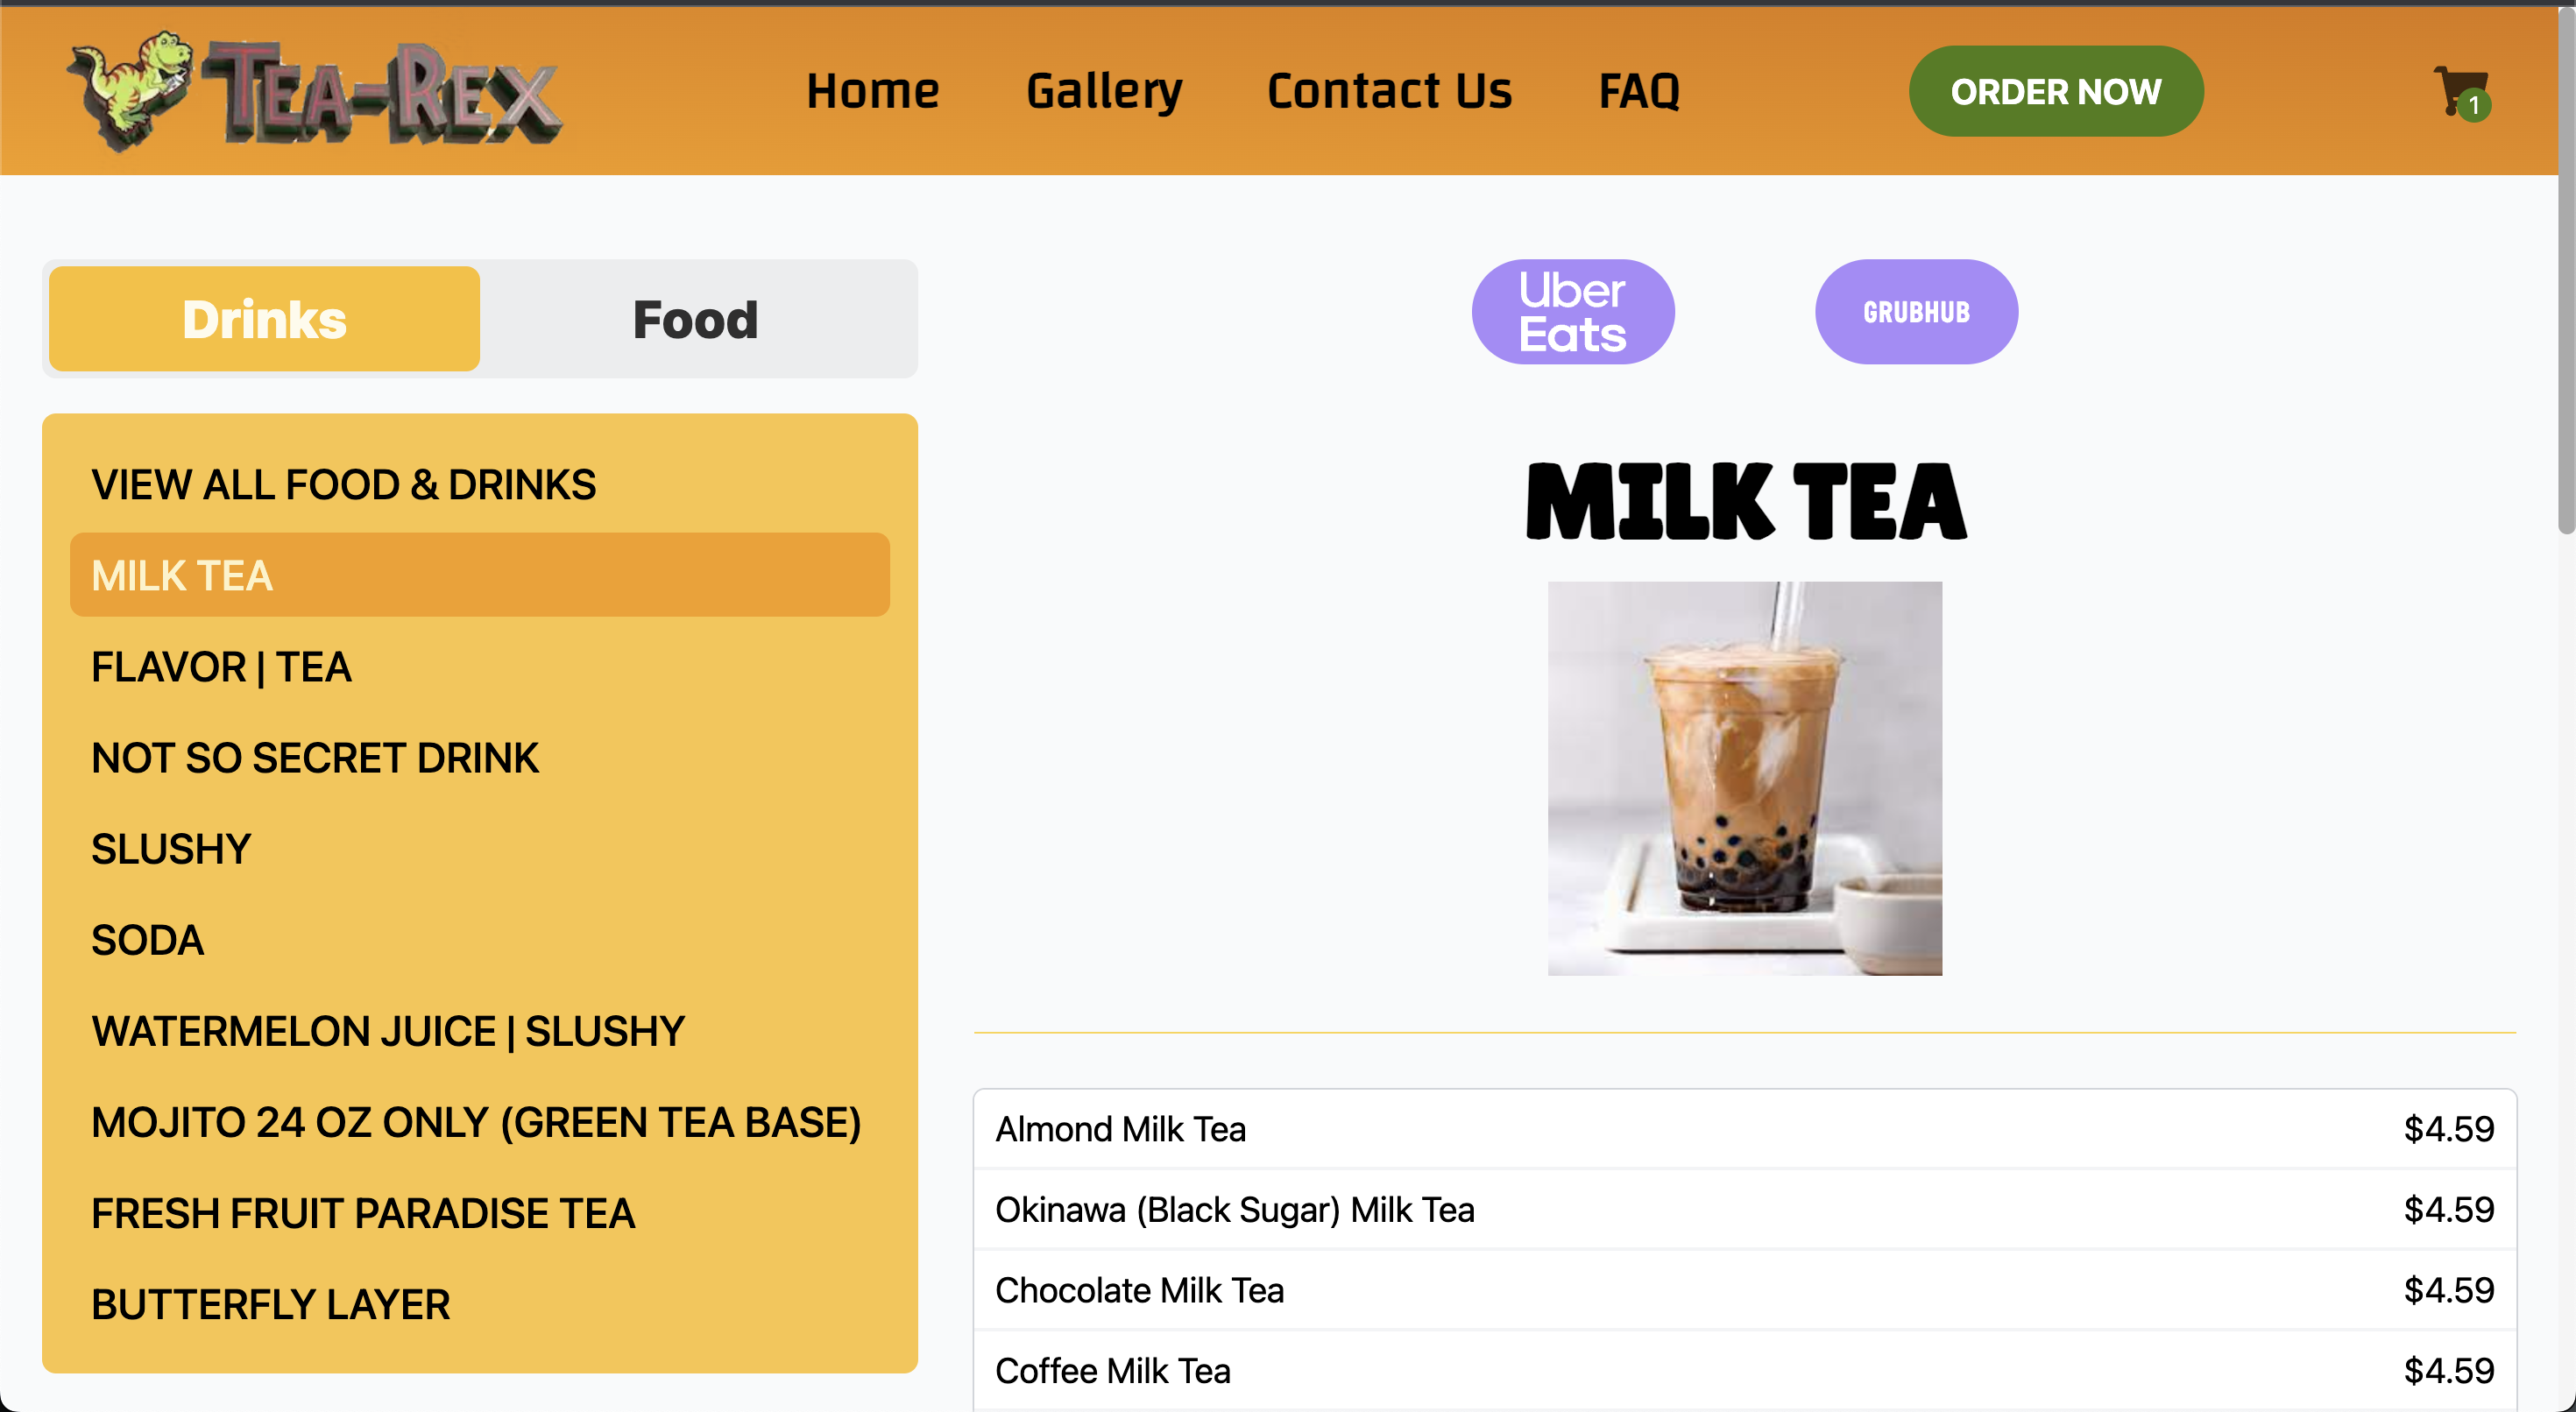 TEA-REX
Home
Gallery
Contact Us
FAQ
ORDER NOW
1
Drinks
Food
VIEW ALL FOOD & DRINKS
MILK TEA
FLAVOR | TEA
NOT SO SECRET DRINK
SLUSHY
SODA
WATERMELON JUICE | SLUSHY
MOJITO 24 OZ ONLY (GREEN TEA BASE)
FRESH FRUIT PARADISE TEA
BUTTERFLY LAYER
Uber
Eats
GRUBHUB
MILK TEA
Almond Milk Tea $4.59
Okinawa (Black Sugar) Milk Tea $4.59
Chocolate Milk Tea $4.59
Coffee Milk Tea $4.59